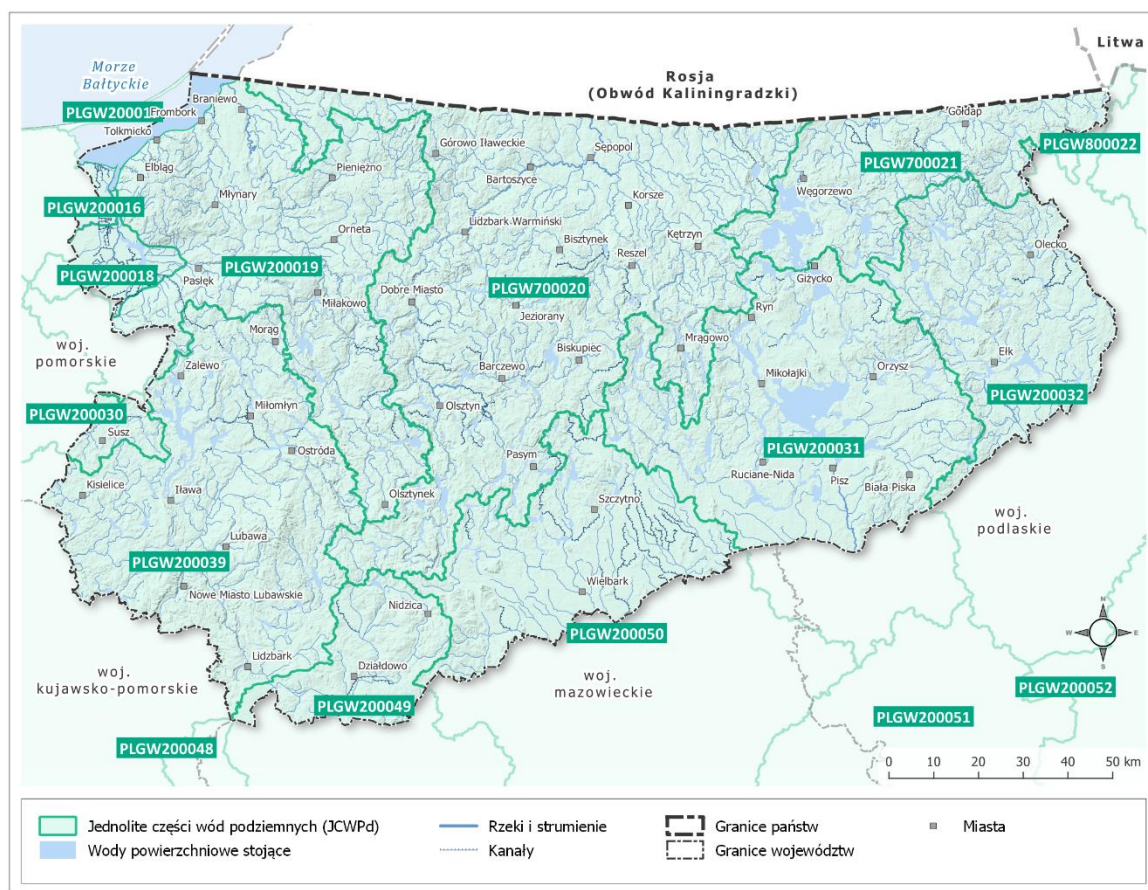 Litwa
Morze
Bałtyckie
Rosja
(Obwód Kaliningradzki)
Braniewo
Gołdap
PLGW20001
Frombork
Tolkmicko
Górowo Iławeckie
Sępopol
PLGW800022
Elbląg
Pieniężno
Bartoszyce
Węgorzewo
PLGW700021
Młynary
Korsze
PLGW200016
Lidzbark Warmiński
Orneta
Bisztynek
Kętrzyn
Olecko
Reszel
PLGW200018
Pasłęk
PLGW200019
Giżycko
Miłakowo
Dobre Miasto
PLGW700020
Jeziorany
Ryn
woj.
pomorskie
Morąg
Mrągowo
Zalewo
Biskupiec
Ełk
Barczewo
Mikołajki
Orzysz
PLGW200032
PLGW200030
Miłomłyn
Olsztyn
Susz
Ostróda
PLGW200031
Pasym
Ruciane-Nida
Pisz
Biała Piska
Kisielice
Iława
Olsztynek
Szczytno
woj.
podlaskie
Lubawa
PLGW200039
Nowe Miasto Lubawskie
Wielbark
Nidzica
PLGW200050
N
W
E
S
Lidzbark
Działdowo
woj.
kujawsko-pomorskie
woj.
mazowieckie
PLGW200052
PLGW200049
PLGW200051
PLGW200048
0 10 20 30 40 50 km
Jednolite części wód podziemnych (JCWPd)
Rzeki i strumienie
Granice państw
Miasta
Wody powierzchniowe stojące
Kanały
Granice województw